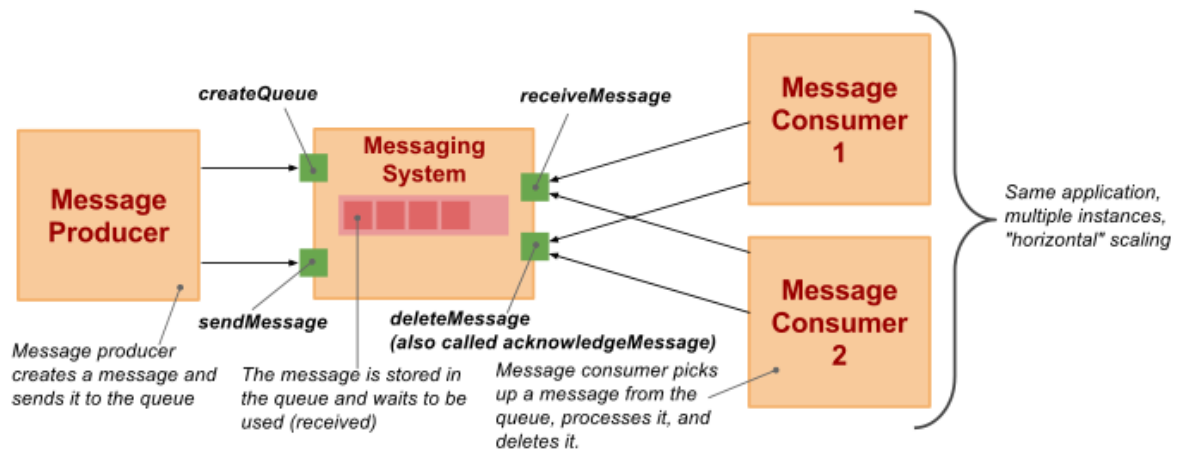 createQueue
receiveMessage
Message
Producer
Messaging
System
Message
Consumer
1
Same application,
multiple instances,
"horizontal" scaling
sendMessage
deleteMessage
(also called acknowledgeMessage)
Message
Consumer
2
Message producer
creates a message and
sends it to the queue
The message is stored in
the queue and waits to be
used (received)
Message consumer picks
up a message from the
queue, processes it, and
deletes it.